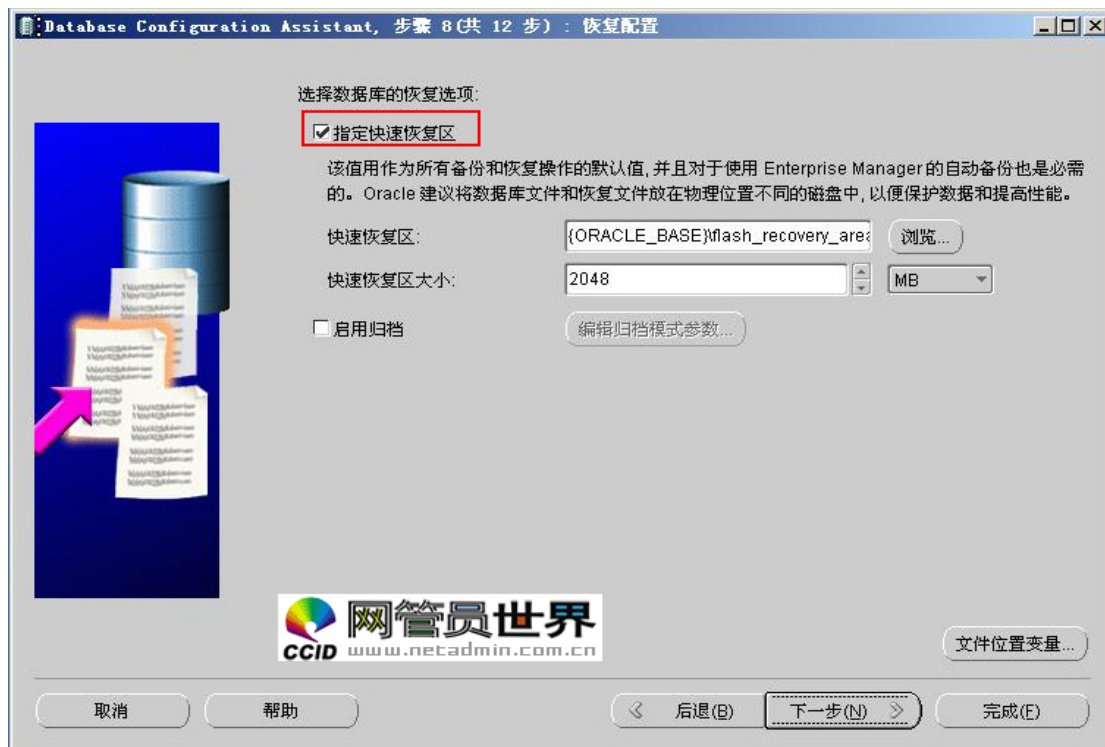 Database Configuration Assistant, 步骤 8(共 12 步) : 恢复配置
选择数据库的恢复选项:
指定快速恢复区
该值用作为所有备份和恢复操作的默认值,并且对于使用 Enterprise Manager 的自动备份也是必需
的。Oracle 建议将数据库文件和恢复文件放在物理位置不同的磁盘中,以便保护数据和提高性能。
快速恢复区: {ORACLE_BASE}\flash_recovery_area 浏览...
快速恢复区大小: 2048 MB
启用归档 编辑归档模式参数...
网管员世界
CCID www.netadmin.com.cn
文件位置变量...
取消 帮助 后退(B) 下一步(N) 完成(F)